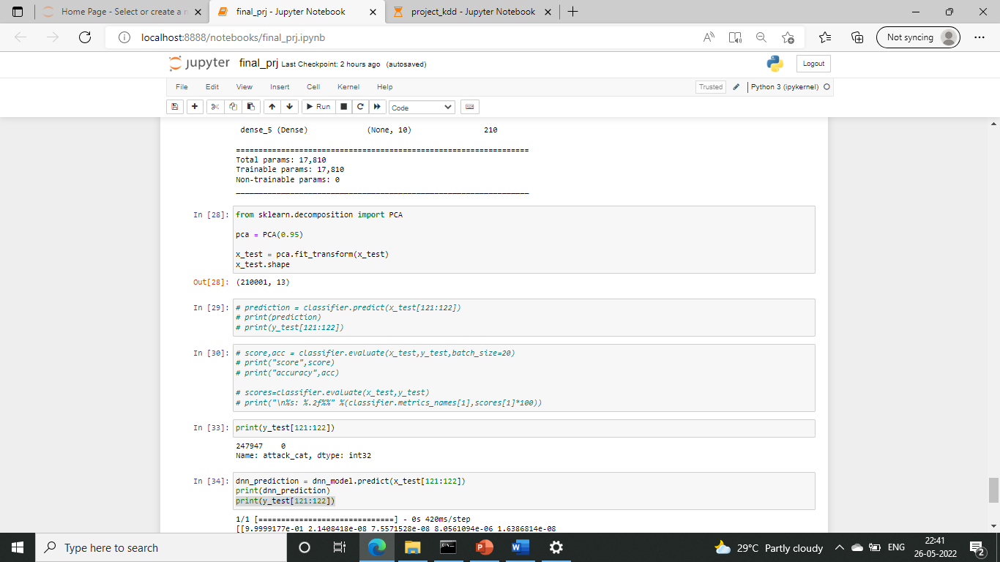 Home Page - Select or create a n
final_prj - Jupyter Notebook
project_kdd - Jupyter Notebook
localhost:8888/notebooks/final_prj.ipynb
Not syncing
jupyter final_prj Last Checkpoint: 2 hours ago (autosaved)
Logout
File Edit View Insert Cell Kernel Help
Trusted
Python 3 (ipykernel)
Run
Code
dense_5 (Dense) (None, 10) 210
=================================================================
Total params: 17,810
Trainable params: 17,810
Non-trainable params: 0
_________________________________________________________________
In [28]: from sklearn.decomposition import PCA
pca = PCA(0.95)
x_test = pca.fit_transform(x_test)
x_test.shape
Out[28]: (210001, 13)
In [29]: # prediction = classifier.predict(x_test[121:122])
# print(prediction)
# print(y_test[121:122])
In [30]: # score,acc = classifier.evaluate(x_test,y_test,batch_size=20)
# print("score",score)
# print("accuracy",acc)
# scores=classifier.evaluate(x_test,y_test)
# print("\n%s: %.2f%%" %(classifier.metrics_names[1],scores[1]*100))
In [33]: print(y_test[121:122])
247947 0
Name: attack_cat, dtype: int32
In [34]: dnn_prediction = dnn_model.predict(x_test[121:122])
print(dnn_prediction)
print(y_test[121:122])
1/1 [==============================] - 0s 420ms/step
[[9.9999177e-01 2.1408418e-08 7.5571528e-08 8.0561094e-06 1.6386814e-08
Type here to search
29°C Partly cloudy
ENG
22:41
26-05-2022
2